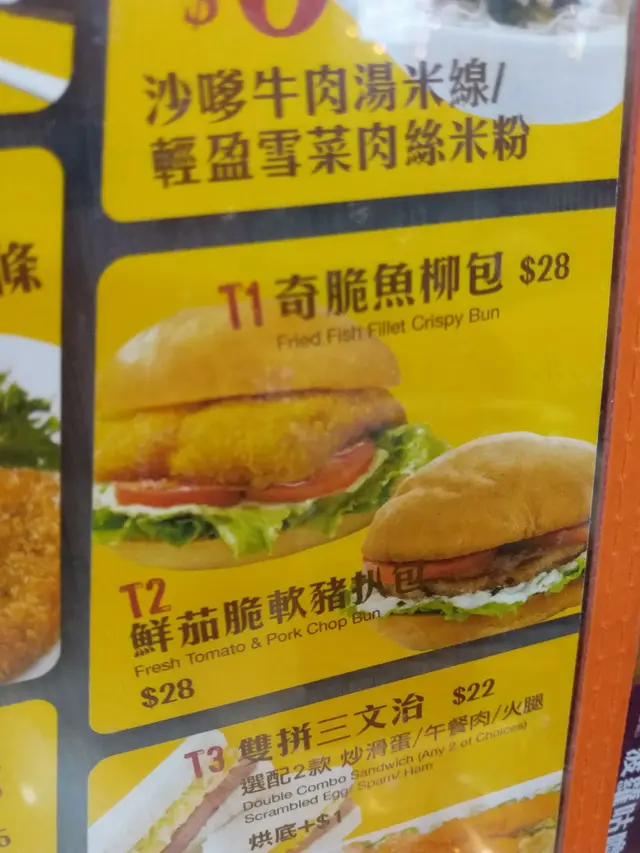 沙嗲牛肉湯米線/
輕盈雪菜肉絲米粉
條
T1 奇脆魚柳包 $28
Fried Fish Fillet Crispy Bun
T2
鮮茄脆軟豬扒包
Fresh Tomato & Pork Chop Bun
$28
T3 雙拼三文治 $22
選配2款 炒滑蛋/午餐肉/火腿
Double Combo Sandwich (Any 2 of Choices)
Scrambled Egg/ Spam/ Ham
烘底+$1